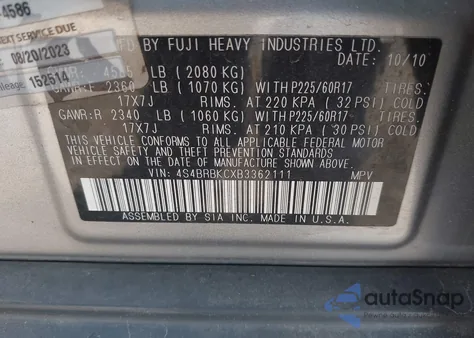 4586
NEXT SERVICE DUE
08/20/2023
152514
MFD BY FUJI HEAVY INDUSTRIES LTD.
DATE: 10/10
4586 LB ( 2080 KG)
GAWR:F 2360 LB ( 1070 KG) WITH P225/60R17 TIRES
17X7J RIMS. AT 220 KPA ( 32 PSI) COLD
GAWR:R 2340 LB ( 1060 KG) WITH P225/60R17 TIRES
17X7J RIMS. AT 210 KPA ( 30 PSI) COLD
THIS VEHICLE CONFORMS TO ALL APPLICABLE FEDERAL MOTOR
VEHICLE SAFETY STANDARDS IN EFFECT ON THE DATE OF
MANUFACTURE SHOWN ABOVE.
VIN: 4S4BRBKCXB3362111 MPV
ASSEMBLED BY SIA INC. MADE IN U.S.A.
autoSnap